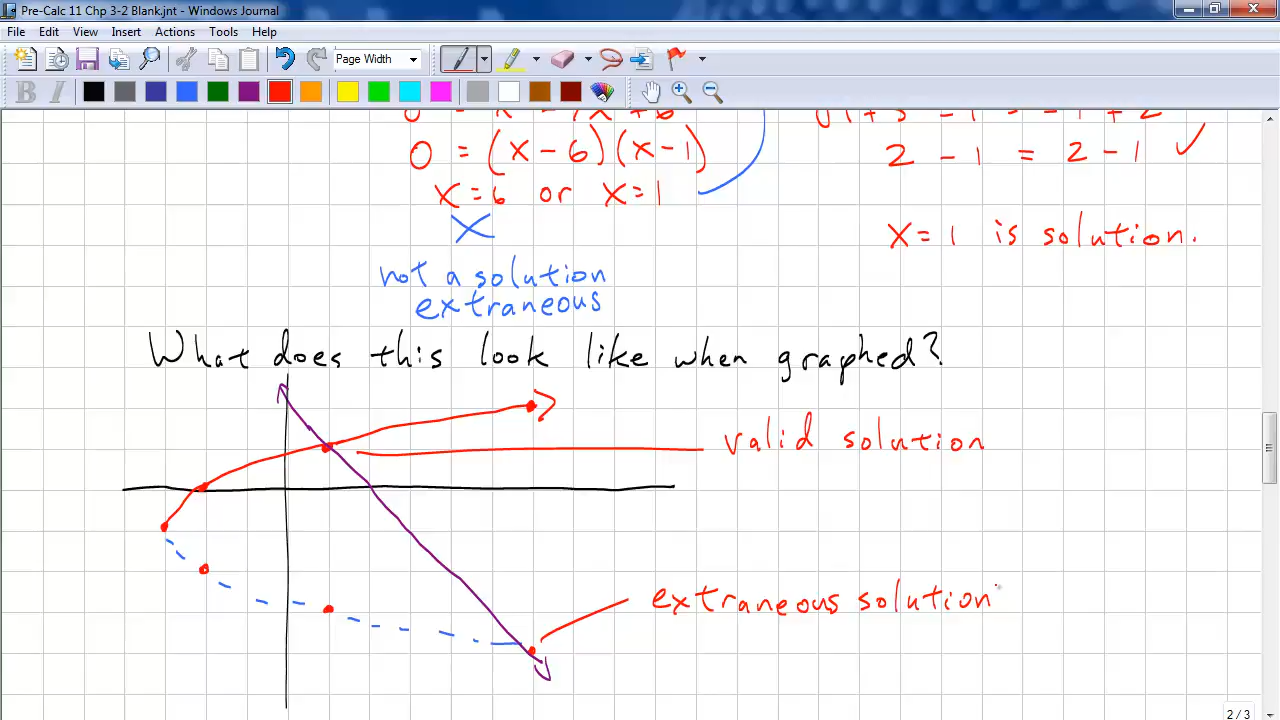 Pre-Calc 11 Chp 3-2 Blank.jnt - Windows Journal
File Edit View Insert Actions Tools Help
Page Width
B I
0 = (x - 6)(x - 1)
2 - 1 = 2 - 1 ✓
x = 6 or x = 1
X
x = 1 is solution.
not a solution
extraneous
What does this look like when graphed?
valid solution
extraneous solution
2 / 3